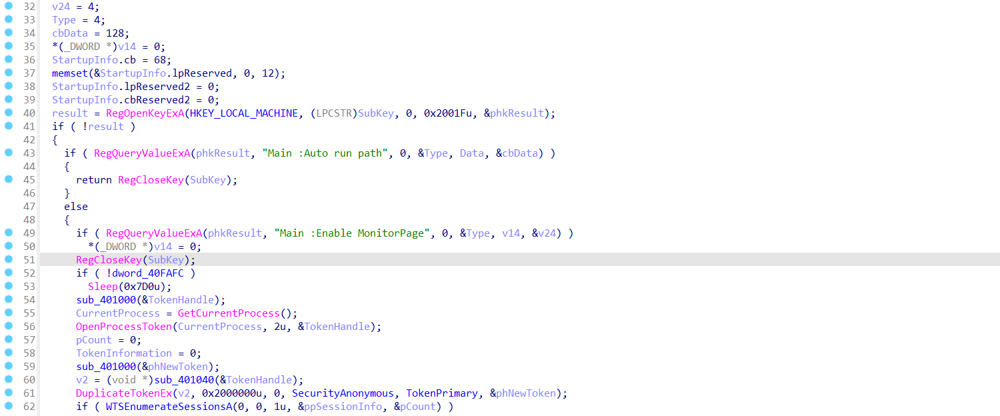 32 v24 = 4;
33 Type = 4;
34 cbData = 128;
35 *(_DWORD *)v14 = 0;
36 StartupInfo.cb = 68;
37 memset(&StartupInfo.lpReserved, 0, 12);
38 StartupInfo.lpReserved2 = 0;
39 StartupInfo.cbReserved2 = 0;
40 result = RegOpenKeyExA(HKEY_LOCAL_MACHINE, (LPCSTR)SubKey, 0, 0x2001Fu, &phkResult);
41 if ( !result )
42 {
43 if ( RegQueryValueExA(phkResult, "Main :Auto run path", 0, &Type, Data, &cbData) )
44 {
45 return RegCloseKey(SubKey);
46 }
47 else
48 {
49 if ( RegQueryValueExA(phkResult, "Main :Enable MonitorPage", 0, &Type, v14, &v24) )
50 *(_DWORD *)v14 = 0;
51 RegCloseKey(SubKey);
52 if ( !dword_40FAFC )
53 Sleep(0x7D0u);
54 sub_401000(&TokenHandle);
55 CurrentProcess = GetCurrentProcess();
56 OpenProcessToken(CurrentProcess, 2u, &TokenHandle);
57 pCount = 0;
58 TokenInformation = 0;
59 sub_401000(&phNewToken);
60 v2 = (void *)sub_401040(&TokenHandle);
61 DuplicateTokenEx(v2, 0x2000000u, 0, SecurityAnonymous, TokenPrimary, &phNewToken);
62 if ( WTSEnumerateSessionsA(0, 0, 1u, &ppSessionInfo, &pCount) )